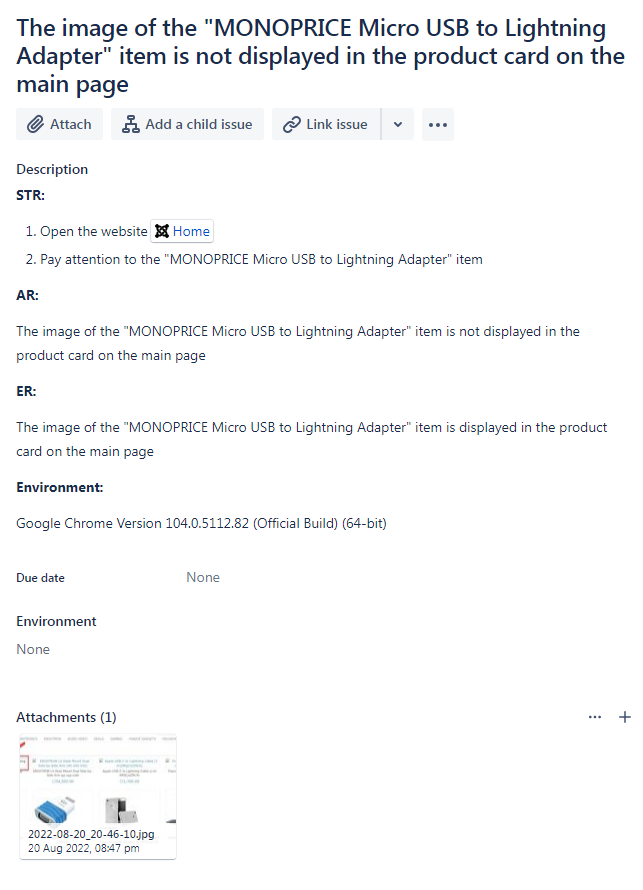 The image of the "MONOPRICE Micro USB to Lightning
Adapter" item is not displayed in the product card on the
main page
Attach
Add a child issue
Link issue
Description
STR:
1. Open the website Home
2. Pay attention to the "MONOPRICE Micro USB to Lightning Adapter" item
AR:
The image of the "MONOPRICE Micro USB to Lightning Adapter" item is not displayed in the
product card on the main page
ER:
The image of the "MONOPRICE Micro USB to Lightning Adapter" item is displayed in the product
card on the main page
Environment:
Google Chrome Version 104.0.5112.82 (Official Build) (64-bit)
Due date None
Environment
None
Attachments (1)
2022-08-20_20-46-10.jpg
20 Aug 2022, 08:47 pm